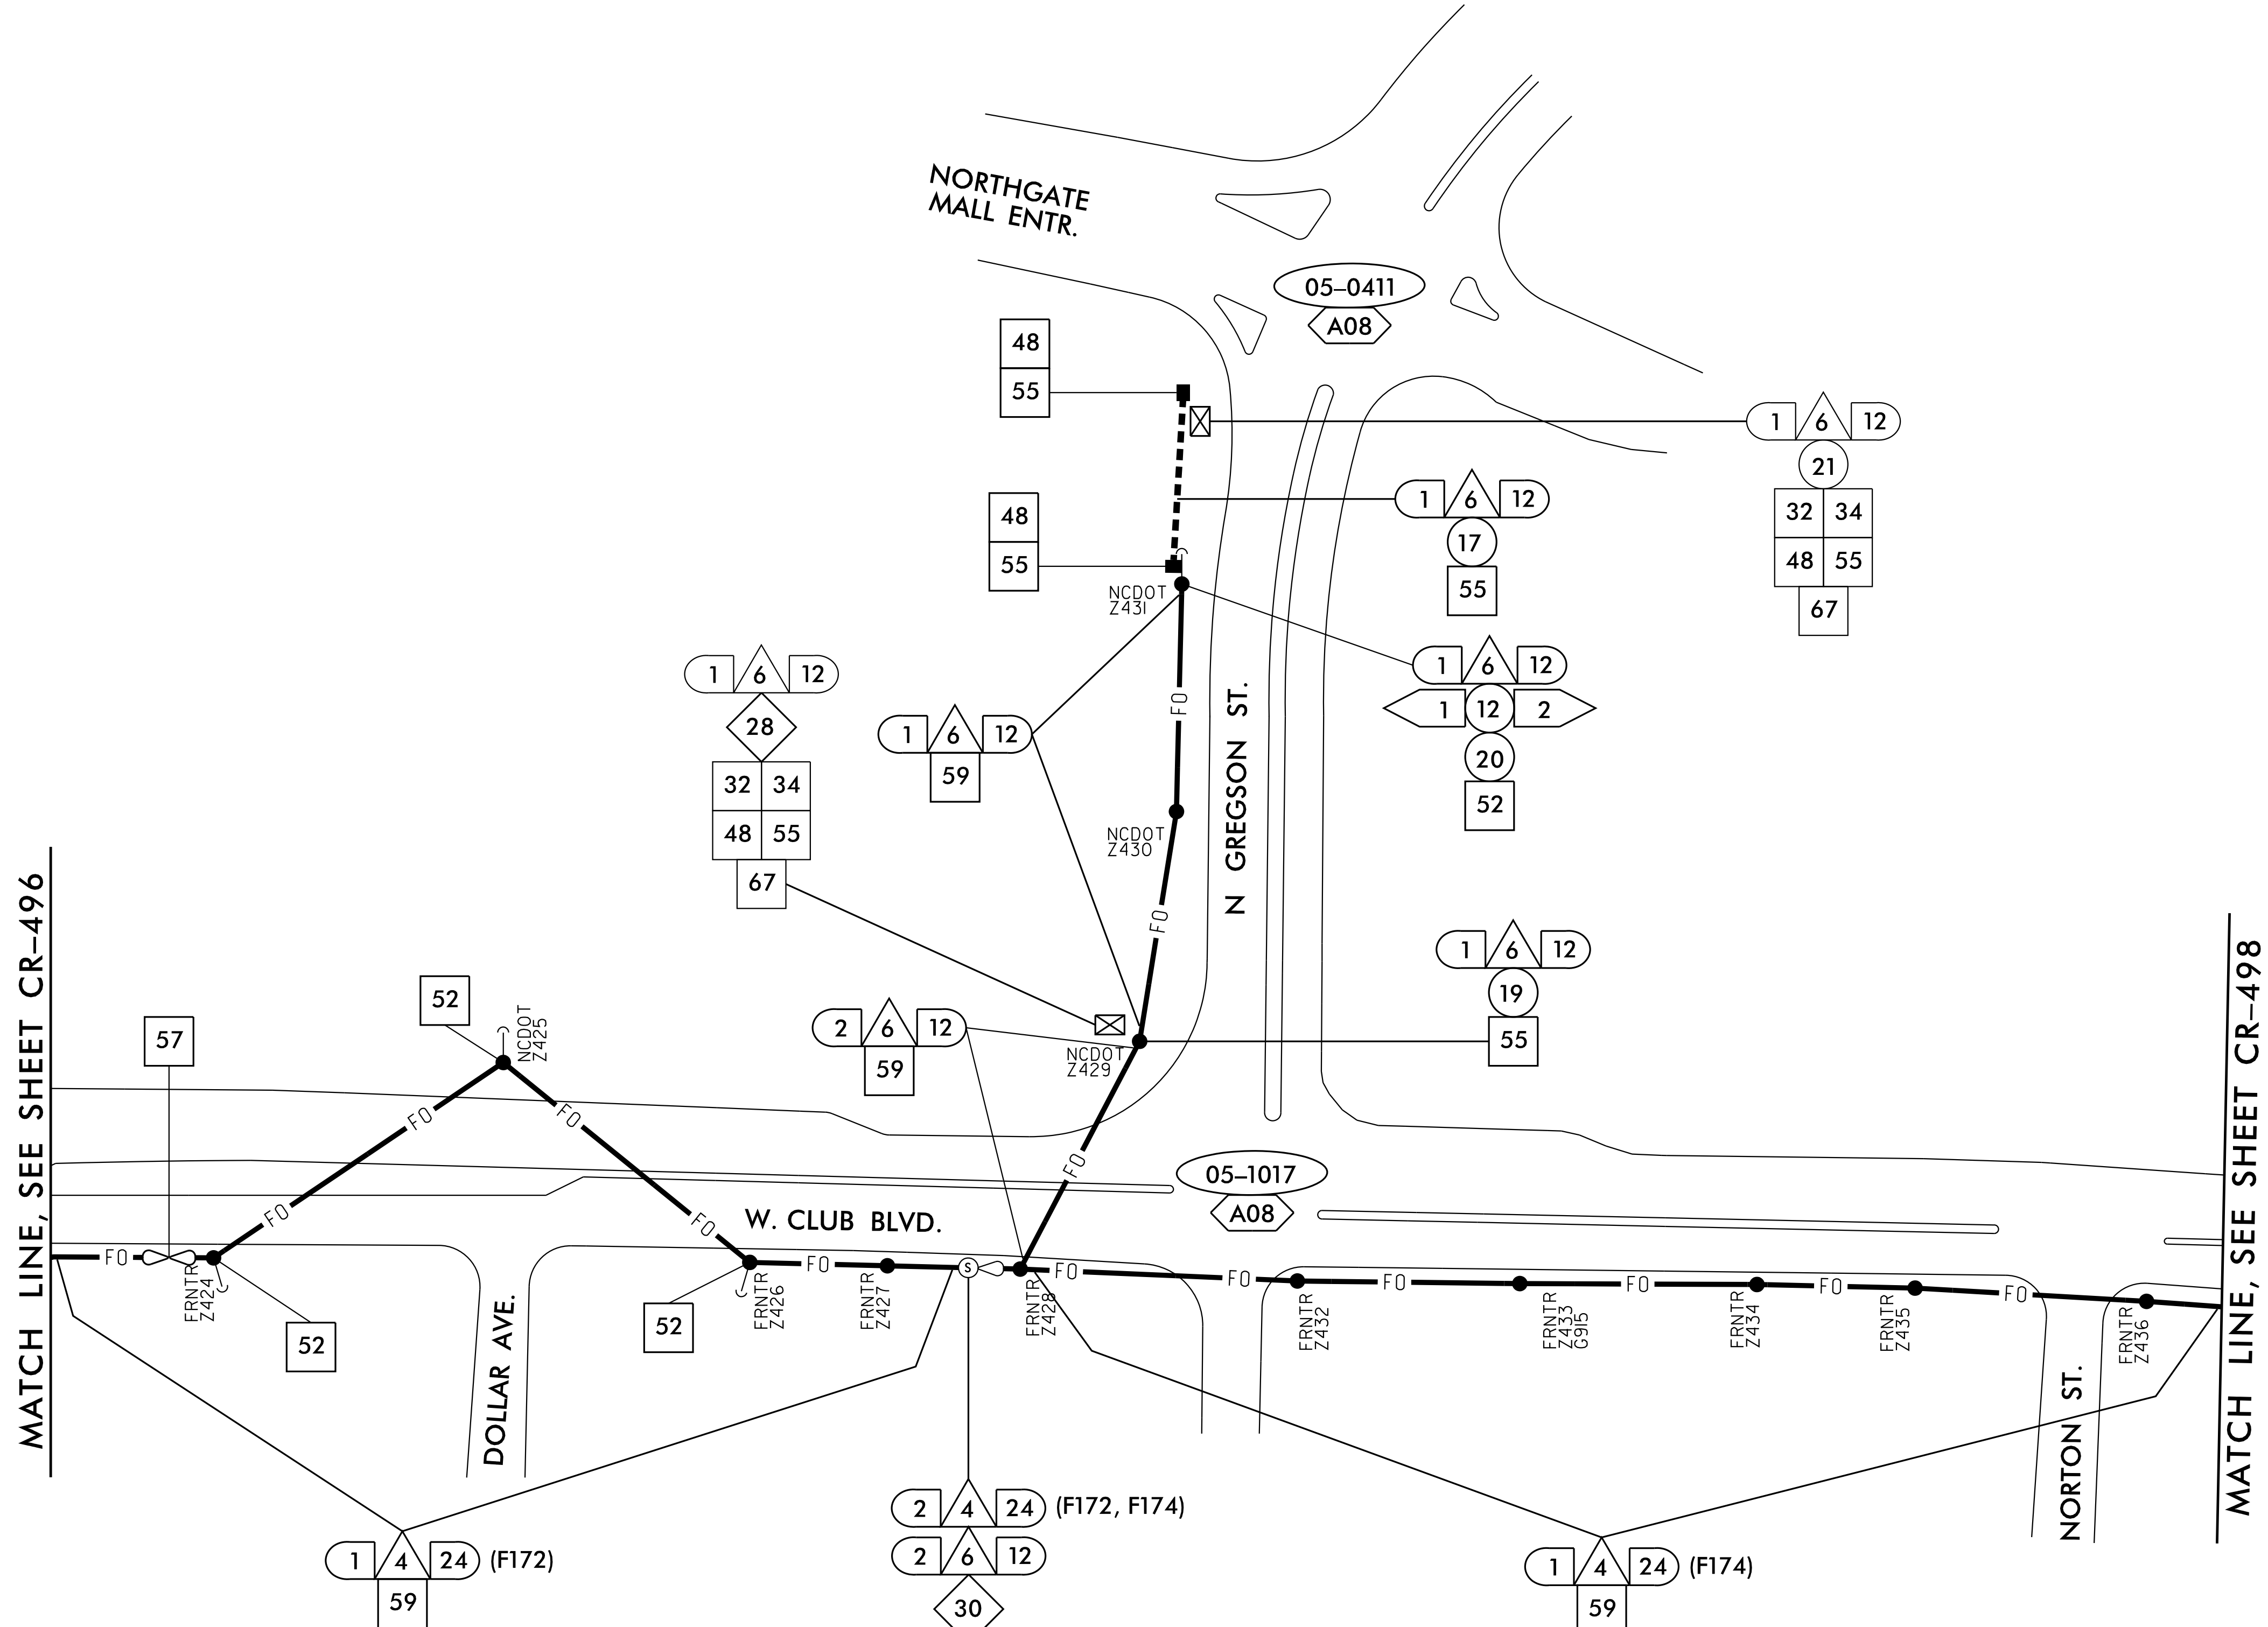 NORTHGATE
MALL ENTR.
05–0411
A08
48
55
1 6 12
21
32 34
48 55
67
48
55
1 6 12
17
55
NCDOT
Z431
1 6 12
1 12 2
20
52
1 6 12
28
32 34
48 55
67
1 6 12
59
FO
N GREGSON ST.
NCDOT
Z430
FO
1 6 12
19
55
2 6 12
59
NCDOT
Z429
FO
MATCH LINE, SEE SHEET CR–496
57
52
NCDOT
Z425
FO
FO
FO
FO
FO
FRNTR
Z424
52
DOLLAR AVE.
W. CLUB BLVD.
52
FRNTR
Z426
FO
FRNTR
Z427
S
FRNTR
Z428
FO
05–1017
A08
FO
FRNTR
Z432
FO
FRNTR
Z433
G915
FO
FRNTR
Z434
FO
FRNTR
Z435
FO
NORTON ST.
FRNTR
Z436
MATCH LINE, SEE SHEET CR–498
1 4 24 (F172)
59
2 4 24 (F172, F174)
2 6 12
30
1 4 24 (F174)
59